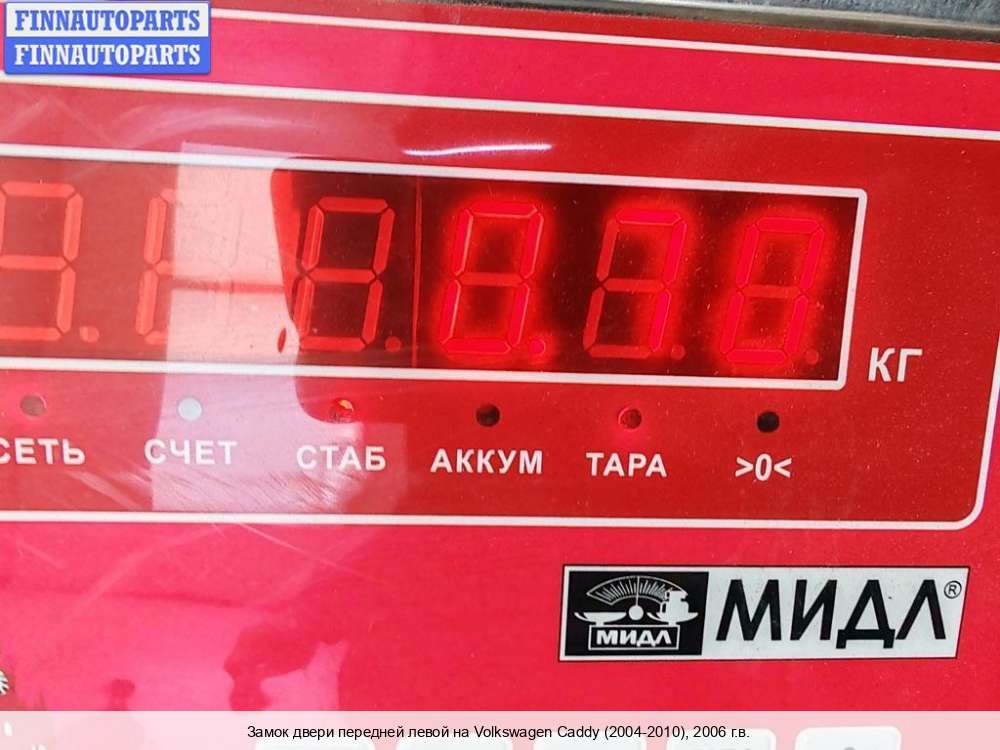 FINNAUTOPARTS
FINNAUTOPARTS
0.70
КГ
СЕТЬ СЧЕТ СТАБ АККУМ ТАРА >0<
МИДЛ МИДЛ®
Замок двери передней левой на Volkswagen Caddy (2004-2010), 2006 г.в.